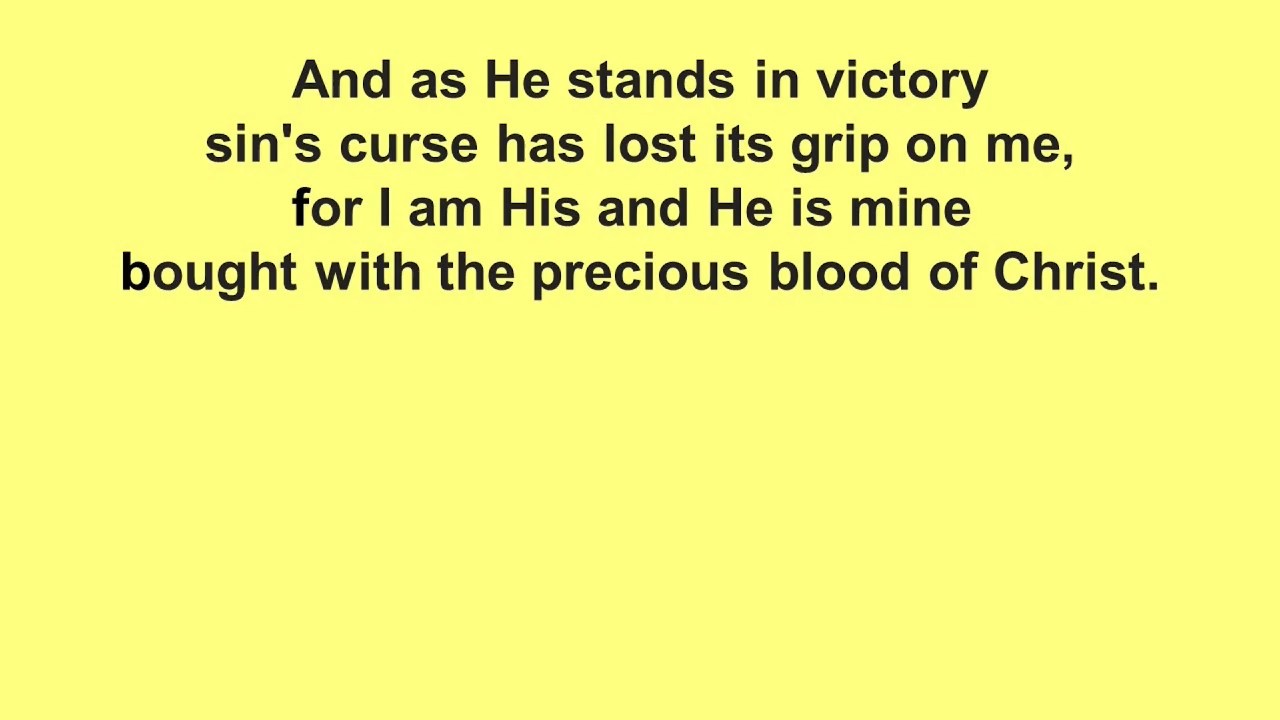 And as He stands in victory
sin's curse has lost its grip on me,
for I am His and He is mine
bought with the precious blood of Christ.